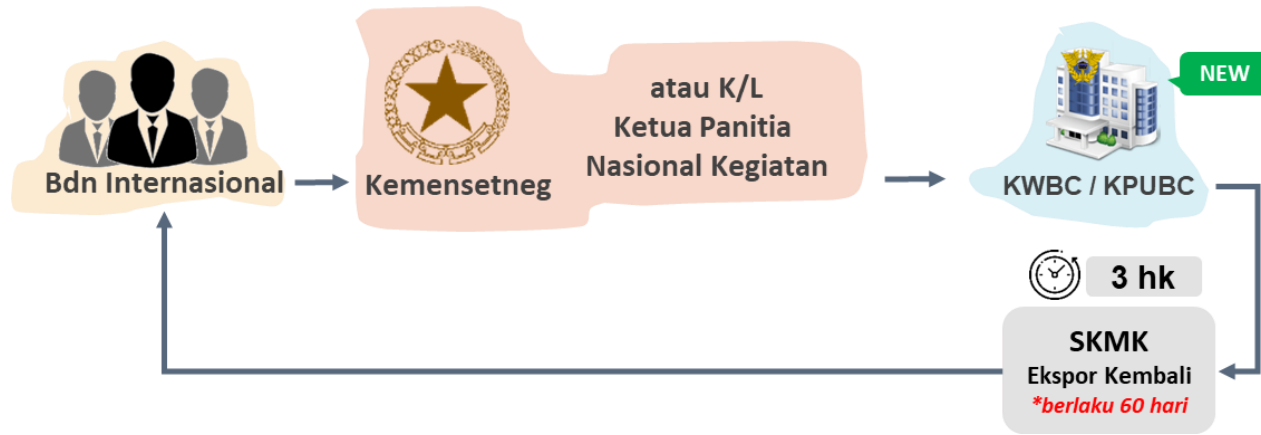 Bdn Internasional
Kemensetneg
atau K/L
Ketua Panitia
Nasional Kegiatan
NEW
KWBC / KPUBC
3 hk
SKMK
Ekspor Kembali
*berlaku 60 hari